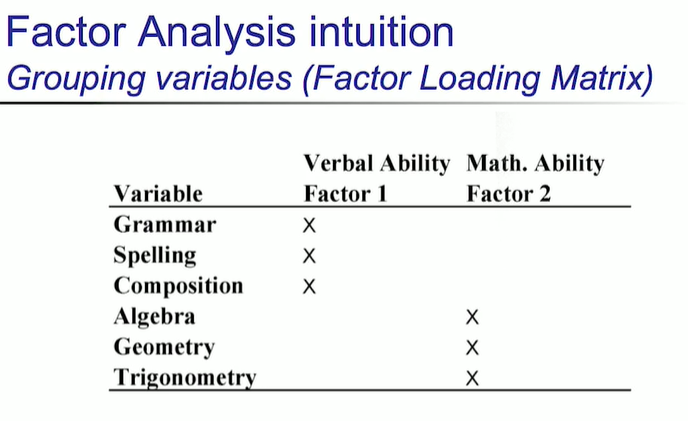 Factor Analysis intuition
Grouping variables (Factor Loading Matrix)
Verbal Ability Math. Ability
Variable Factor 1 Factor 2
Grammar X
Spelling X
Composition X
Algebra X
Geometry X
Trigonometry X